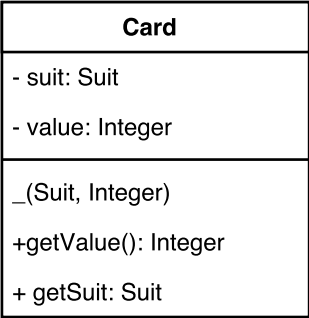 Card
- suit: Suit
- value: Integer
_(Suit, Integer)
+getValue(): Integer
+ getSuit: Suit